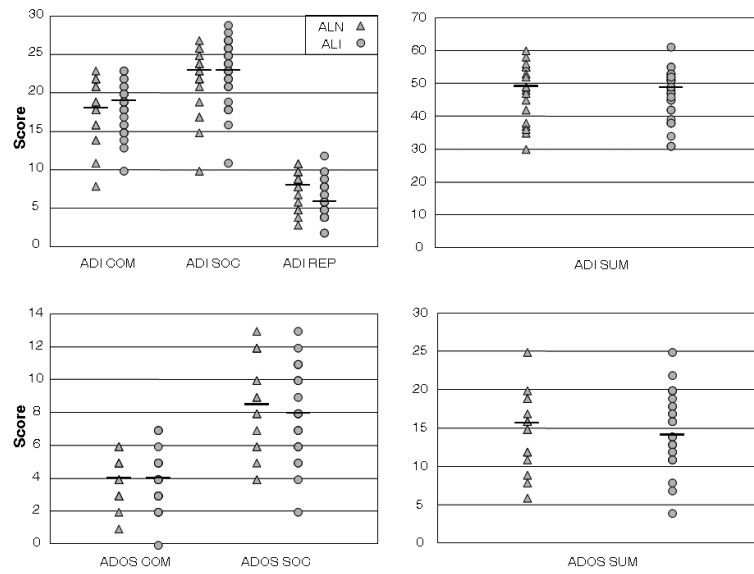 30
25
20
15
10
5
0
Score
ALN
ALI
ADI COM
ADI SOC
ADI REP
70
60
50
40
30
20
10
0
ADI SUM
14
12
10
8
6
4
2
0
Score
ADOS COM
ADOS SOC
30
25
20
15
10
5
0
ADOS SUM